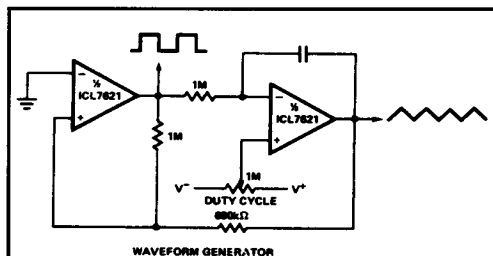 ½
ICL7621
−
+
1M
1M
½
ICL7621
−
+
1M
V⁻ V⁺
DUTY CYCLE
680kΩ
WAVEFORM GENERATOR